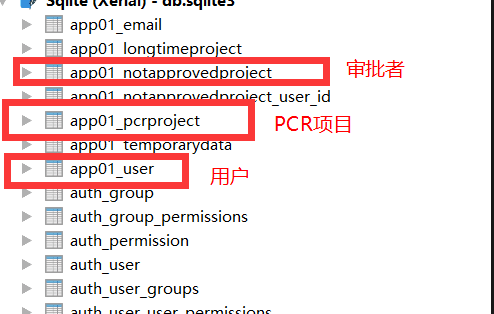 Sqlite (Xerial) - db.sqlite3
app01_email
app01_longtimeproject
app01_notapprovedproject
审批者
app01_notapprovedproject_user_id
app01_pcrproject
PCR项目
app01_temporarydata
app01_user
用户
auth_group
auth_group_permissions
auth_permission
auth_user
auth_user_groups
auth_user_user_permissions